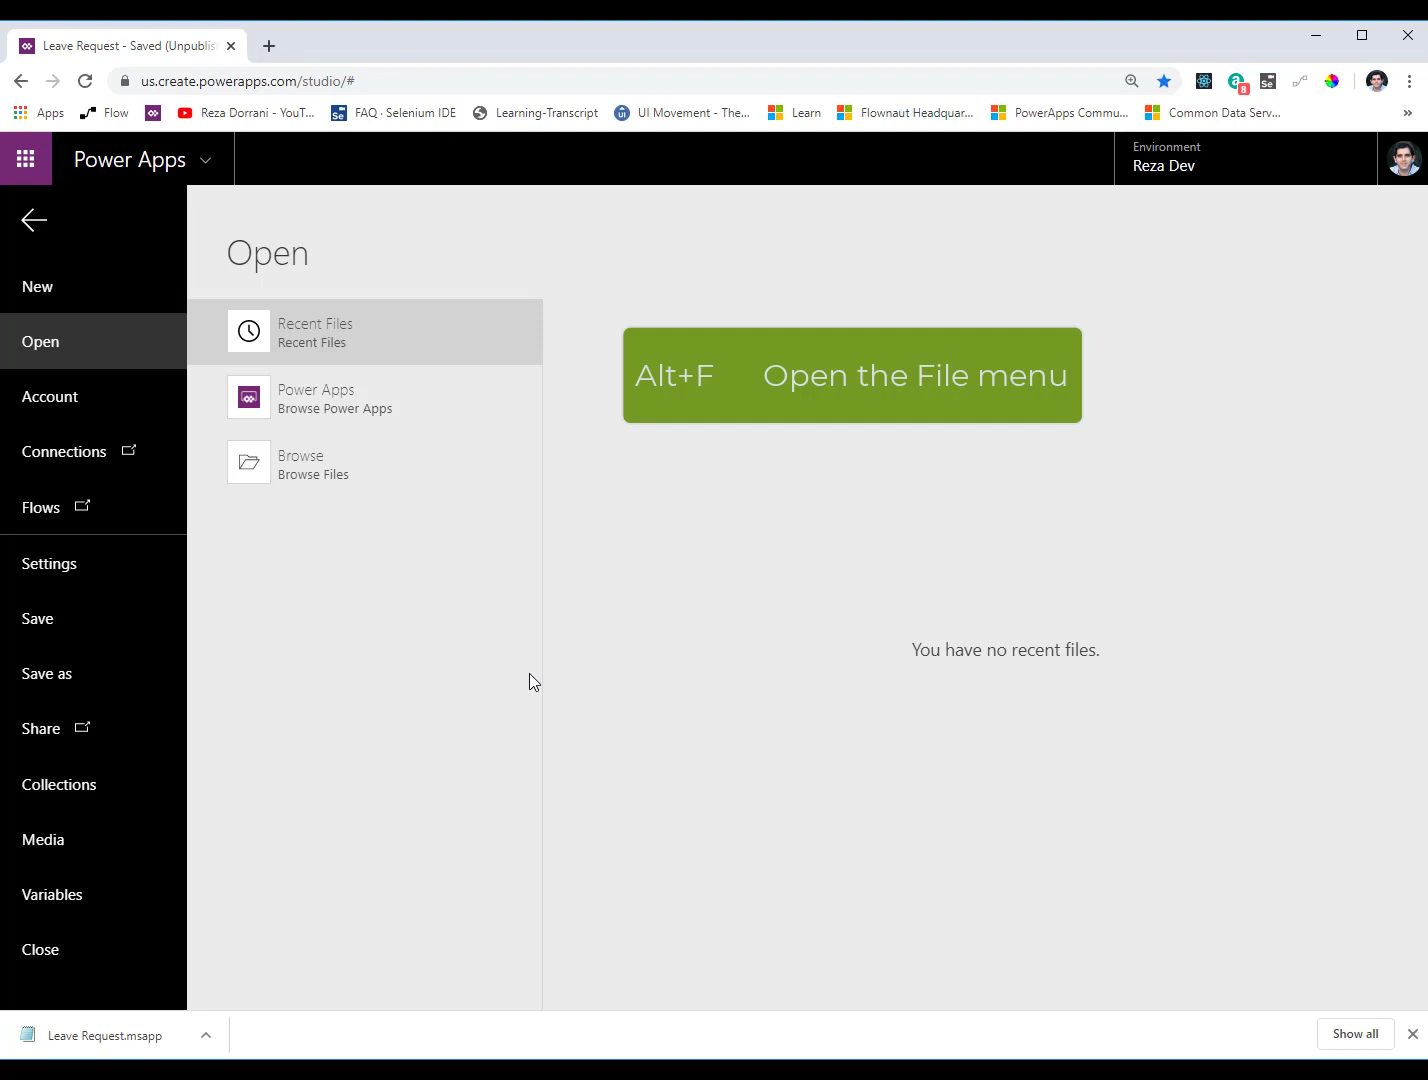 Leave Request - Saved (Unpublis
us.create.powerapps.com/studio/#
8
Apps
Flow
Reza Dorrani - YouT...
Se
FAQ · Selenium IDE
Learning-Transcript
UI Movement - The...
Learn
Flownaut Headquar...
PowerApps Commu...
Common Data Serv...
»
Power Apps
Environment
Reza Dev
New
Open
Account
Connections
Flows
Settings
Save
Save as
Share
Collections
Media
Variables
Close
Open
Recent Files
Recent Files
Power Apps
Browse Power Apps
Browse
Browse Files
Alt+F Open the File menu
You have no recent files.
Leave Request.msapp
Show all